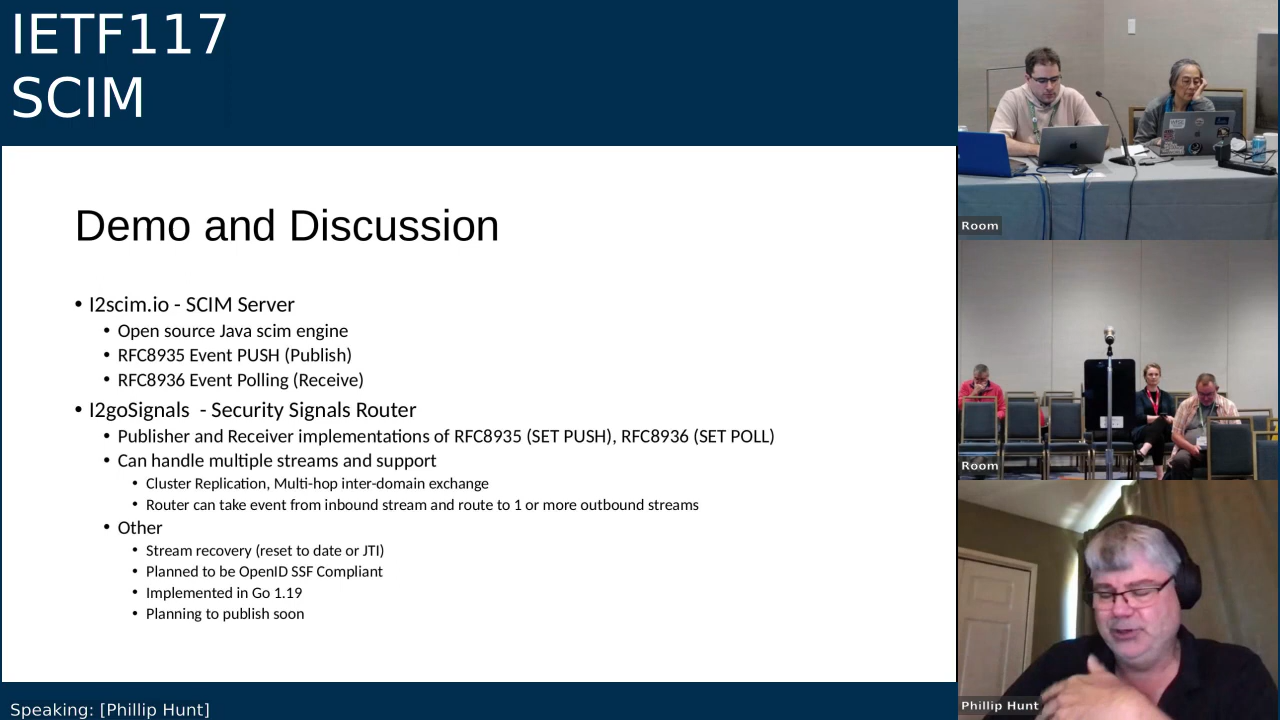 IETF117
SCIM
Demo and Discussion
• I2scim.io - SCIM Server
• Open source Java scim engine
• RFC8935 Event PUSH (Publish)
• RFC8936 Event Polling (Receive)
• I2goSignals  - Security Signals Router
• Publisher and Receiver implementations of RFC8935 (SET PUSH), RFC8936 (SET POLL)
• Can handle multiple streams and support
• Cluster Replication, Multi-hop inter-domain exchange
• Router can take event from inbound stream and route to 1 or more outbound streams
• Other
• Stream recovery (reset to date or JTI)
• Planned to be OpenID SSF Compliant
• Implemented in Go 1.19
• Planning to publish soon
Speaking: [Phillip Hunt]
Room
Room
Phillip Hunt